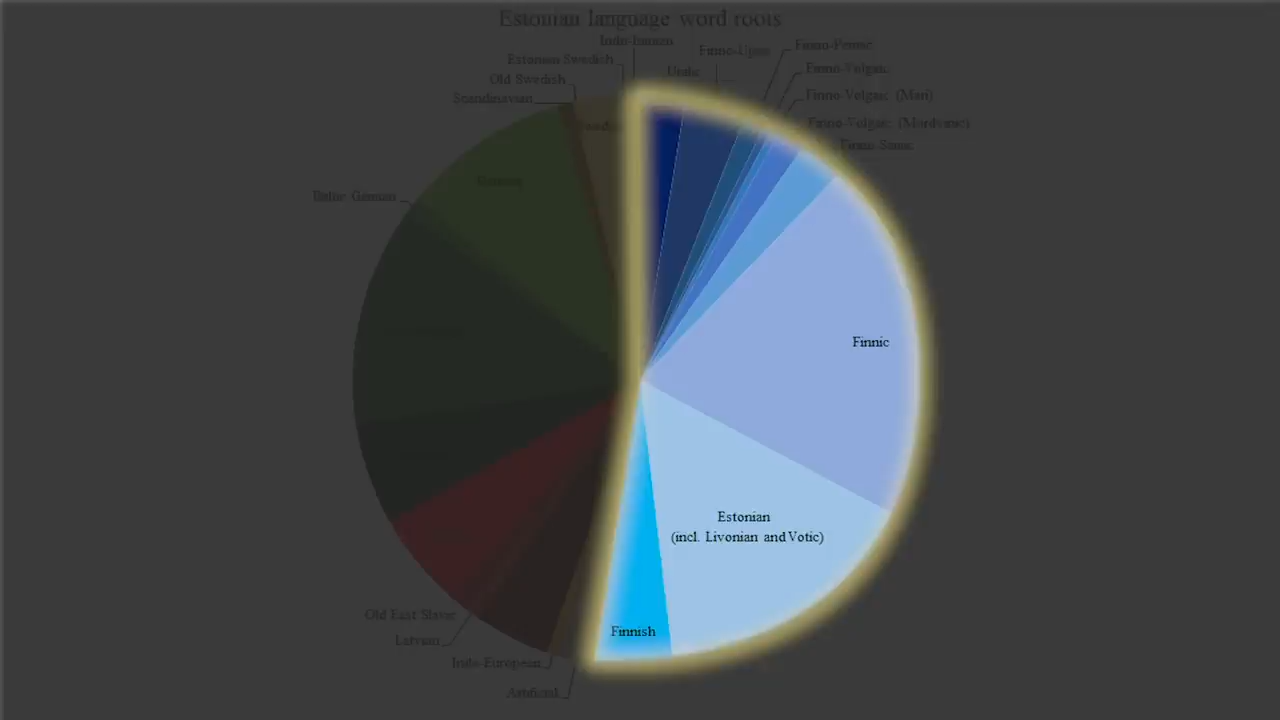 Estonian language word roots
Indo-Iranian
Finno-Ugric
Finno-Permic
Estonian Swedish
Uralic
Finno-Volgaic
Old Swedish
Scandinavian
Finno-Volgaic (Mari)
Finno-Volgaic (Mordvinic)
Finno-Samic
Baltic German
Finnic
Estonian
(incl. Livonian and Votic)
Old East Slavic
Finnish
Latvian
Indo-European
Artificial